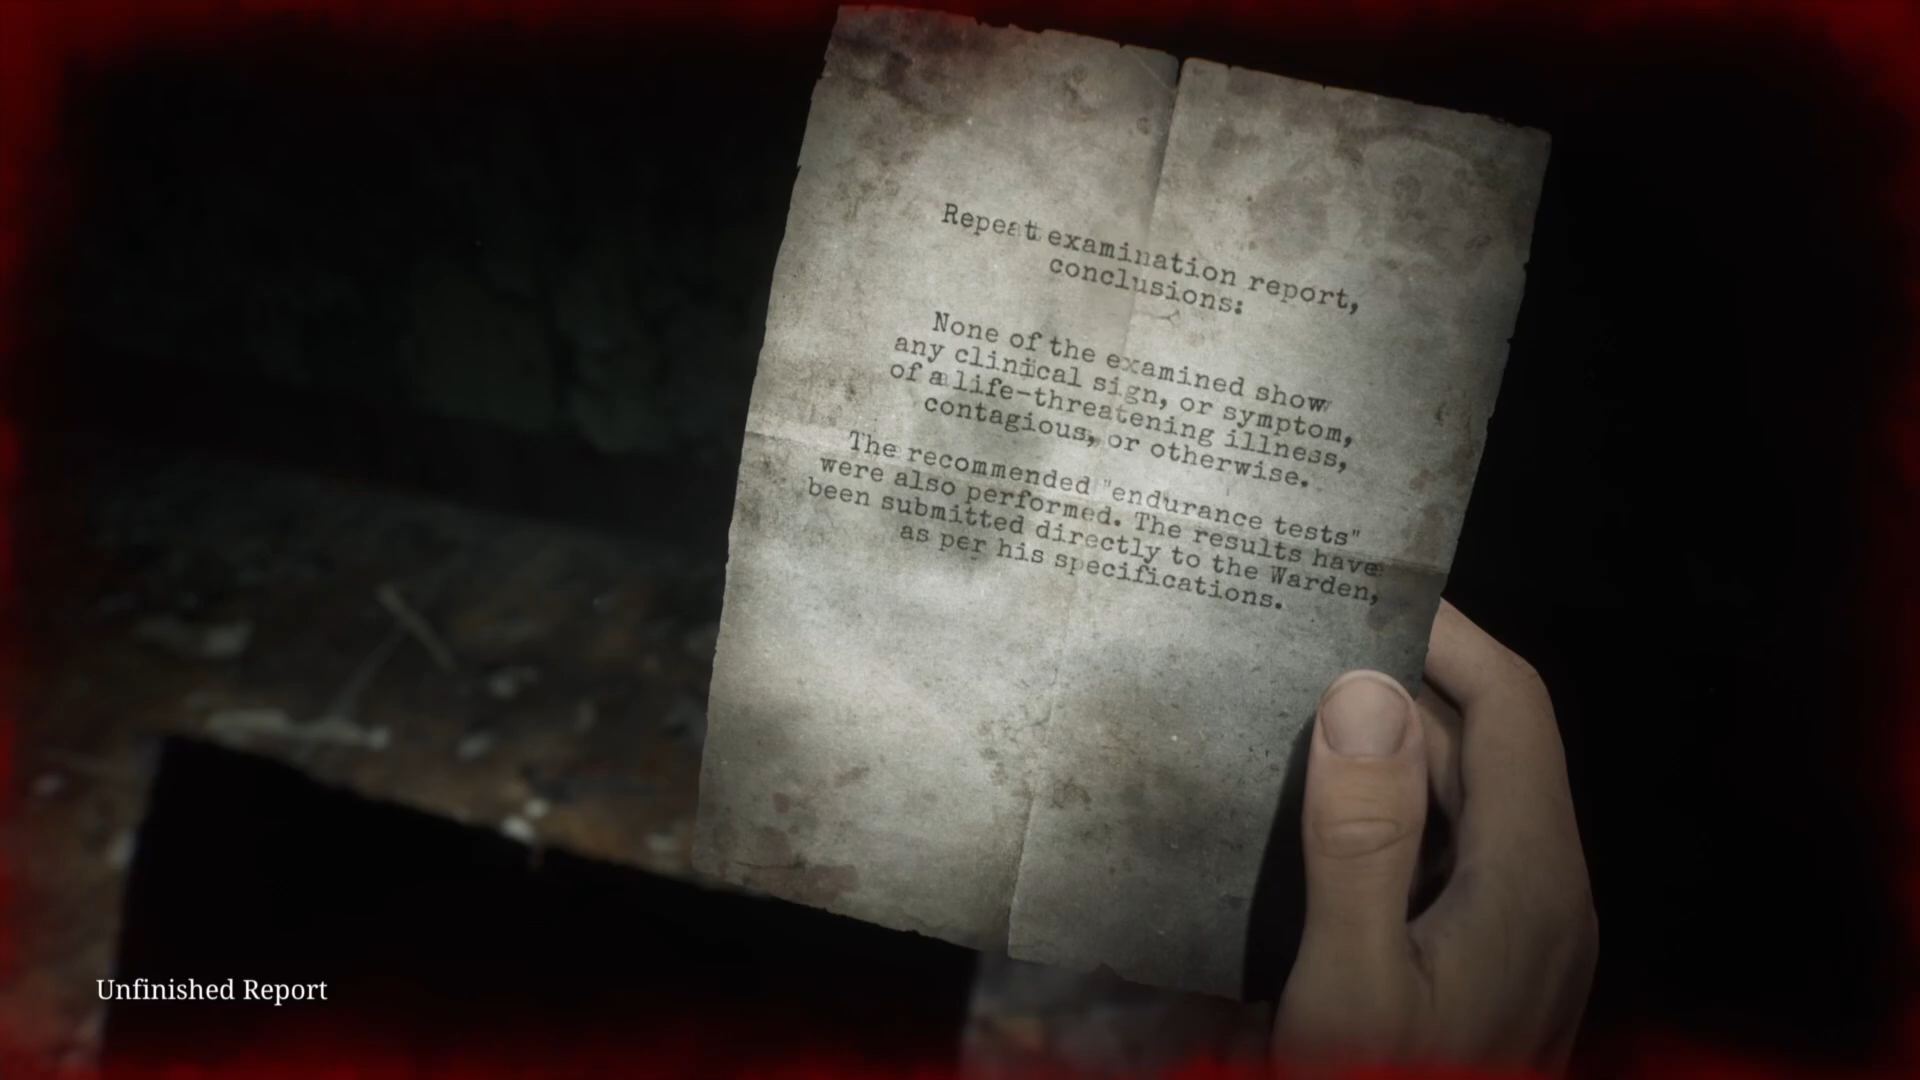 Repeat examination report,
conclusions:
None of the examined show
any clinical sign, or symptom,
of a life-threatening illness,
contagious, or otherwise.
The recommended "endurance tests"
were also performed. The results have
been submitted directly to the Warden,
as per his specifications.
Unfinished Report